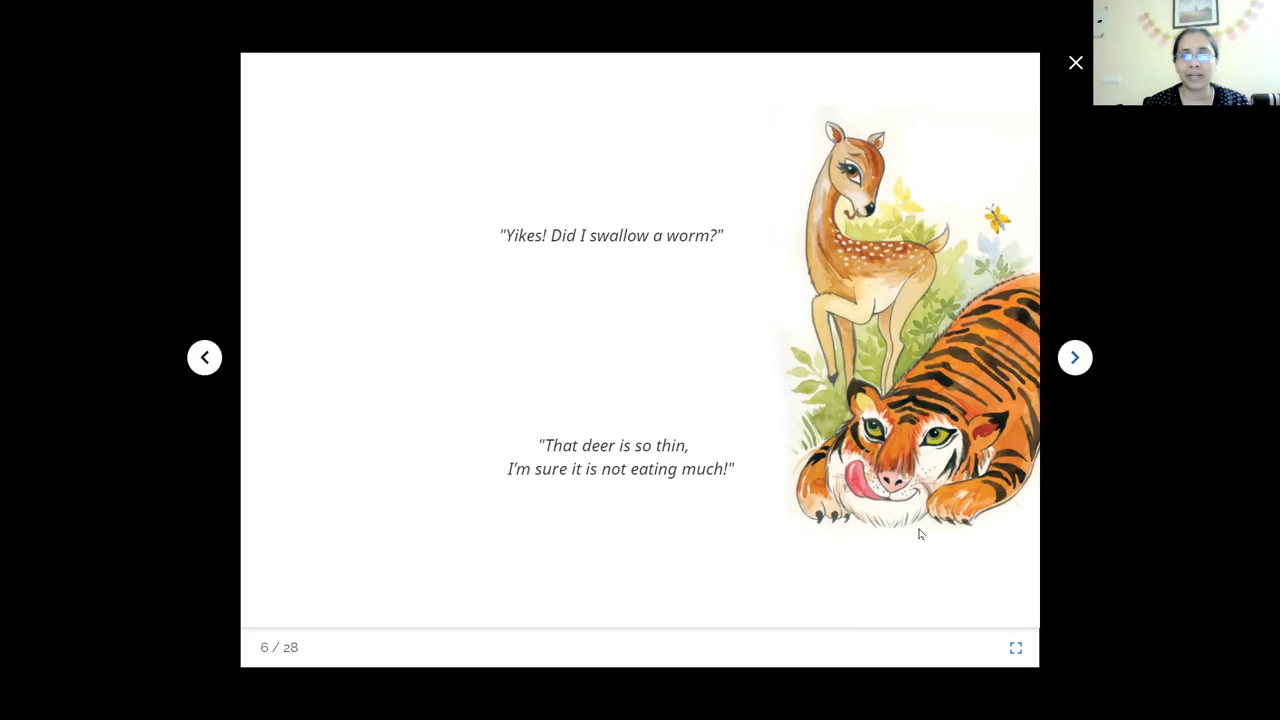 "Yikes! Did I swallow a worm?"
"That deer is so thin,
I'm sure it is not eating much!"
6 / 28